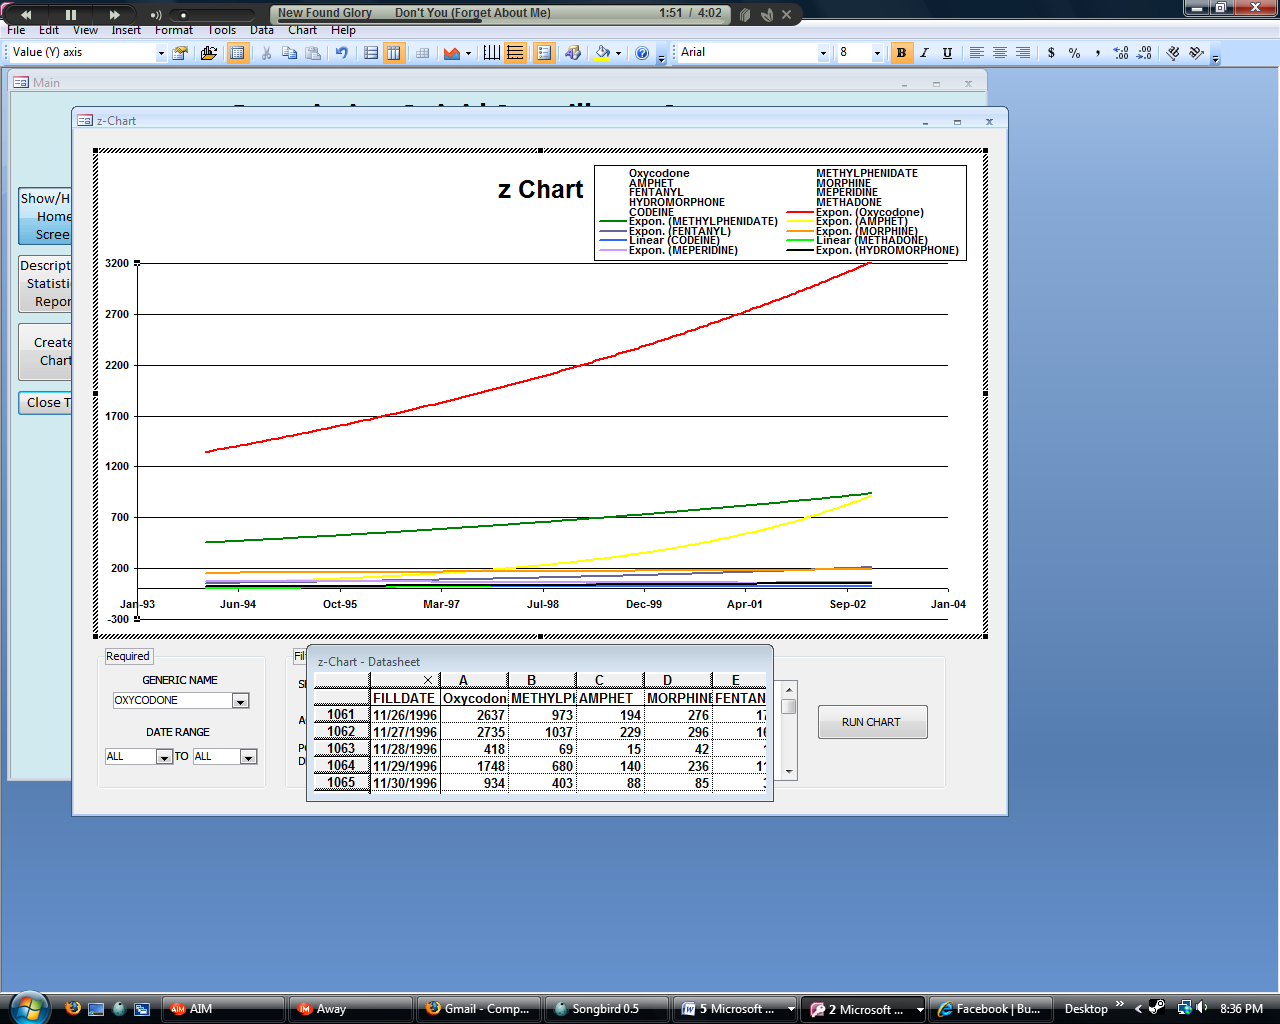 New Found Glory Don't You (Forget About Me) 1:51 / 4:02
File Edit View Insert Format Tools Data Chart Help
Value (Y) axis Arial 8 B I U $ % ,
Main
z-Chart
z Chart
Oxycodone METHYLPHENIDATE
AMPHET MORPHINE
FENTANYL MEPERIDINE
HYDROMORPHONE METHADONE
CODEINE Expon. (Oxycodone)
Expon. (METHYLPHENIDATE) Expon. (AMPHET)
Expon. (FENTANYL) Expon. (MORPHINE)
Linear (CODEINE) Linear (METHADONE)
Expon. (MEPERIDINE) Expon. (HYDROMORPHONE)
Show/H
Home
Scree
Descript
Statisti
Repor
Create
Chart
Close T
3200
2700
2200
1700
1200
700
200
-300
Jan-93 Jun-94 Oct-95 Mar-97 Jul-98 Dec-99 Apr-01 Sep-02 Jan-04
Required
GENERIC NAME
OXYCODONE
DATE RANGE
ALL TO ALL
Fil
z-Chart - Datasheet
A B C D E
FILLDATE Oxycodon METHYLPI AMPHET MORPHINI FENTAN
1061 11/26/1996 2637 973 194 276 17
1062 11/27/1996 2735 1037 229 296 16
1063 11/28/1996 418 69 15 42
1064 11/29/1996 1748 680 140 236 11
1065 11/30/1996 934 403 88 85
RUN CHART
AIM Away Gmail - Comp... Songbird 0.5 5 Microsoft ... 2 Microsoft ... Facebook | Bu... Desktop 8:36 PM